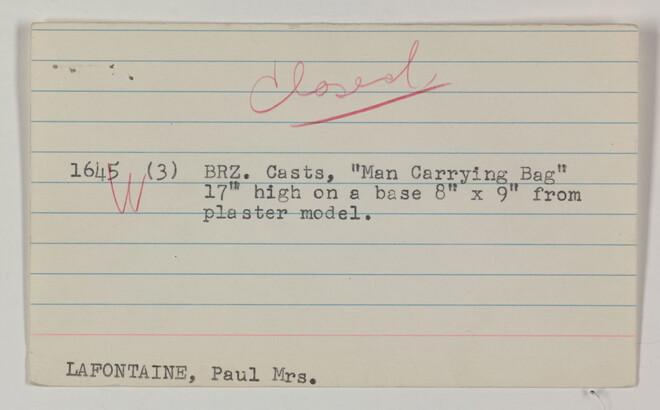 Closed
1645 W (3) BRZ. Casts, "Man Carrying Bag"
17" high on a base 8" x 9" from
plaster model.
LAFONTAINE, Paul Mrs.